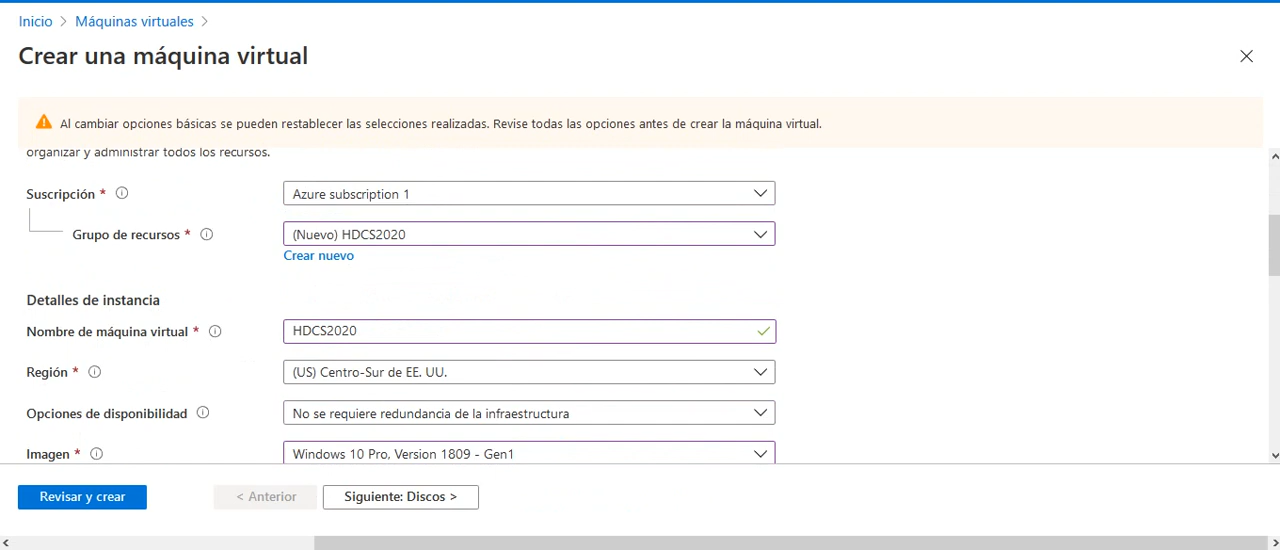 Inicio > Máquinas virtuales >
Crear una máquina virtual
Al cambiar opciones básicas se pueden restablecer las selecciones realizadas. Revise todas las opciones antes de crear la máquina virtual.
organizar y administrar todos los recursos.
Suscripción * Azure subscription 1
Grupo de recursos * (Nuevo) HDCS2020
Crear nuevo
Detalles de instancia
Nombre de máquina virtual * HDCS2020
Región * (US) Centro-Sur de EE. UU.
Opciones de disponibilidad No se requiere redundancia de la infraestructura
Imagen * Windows 10 Pro, Version 1809 - Gen1
Revisar y crear < Anterior Siguiente: Discos >